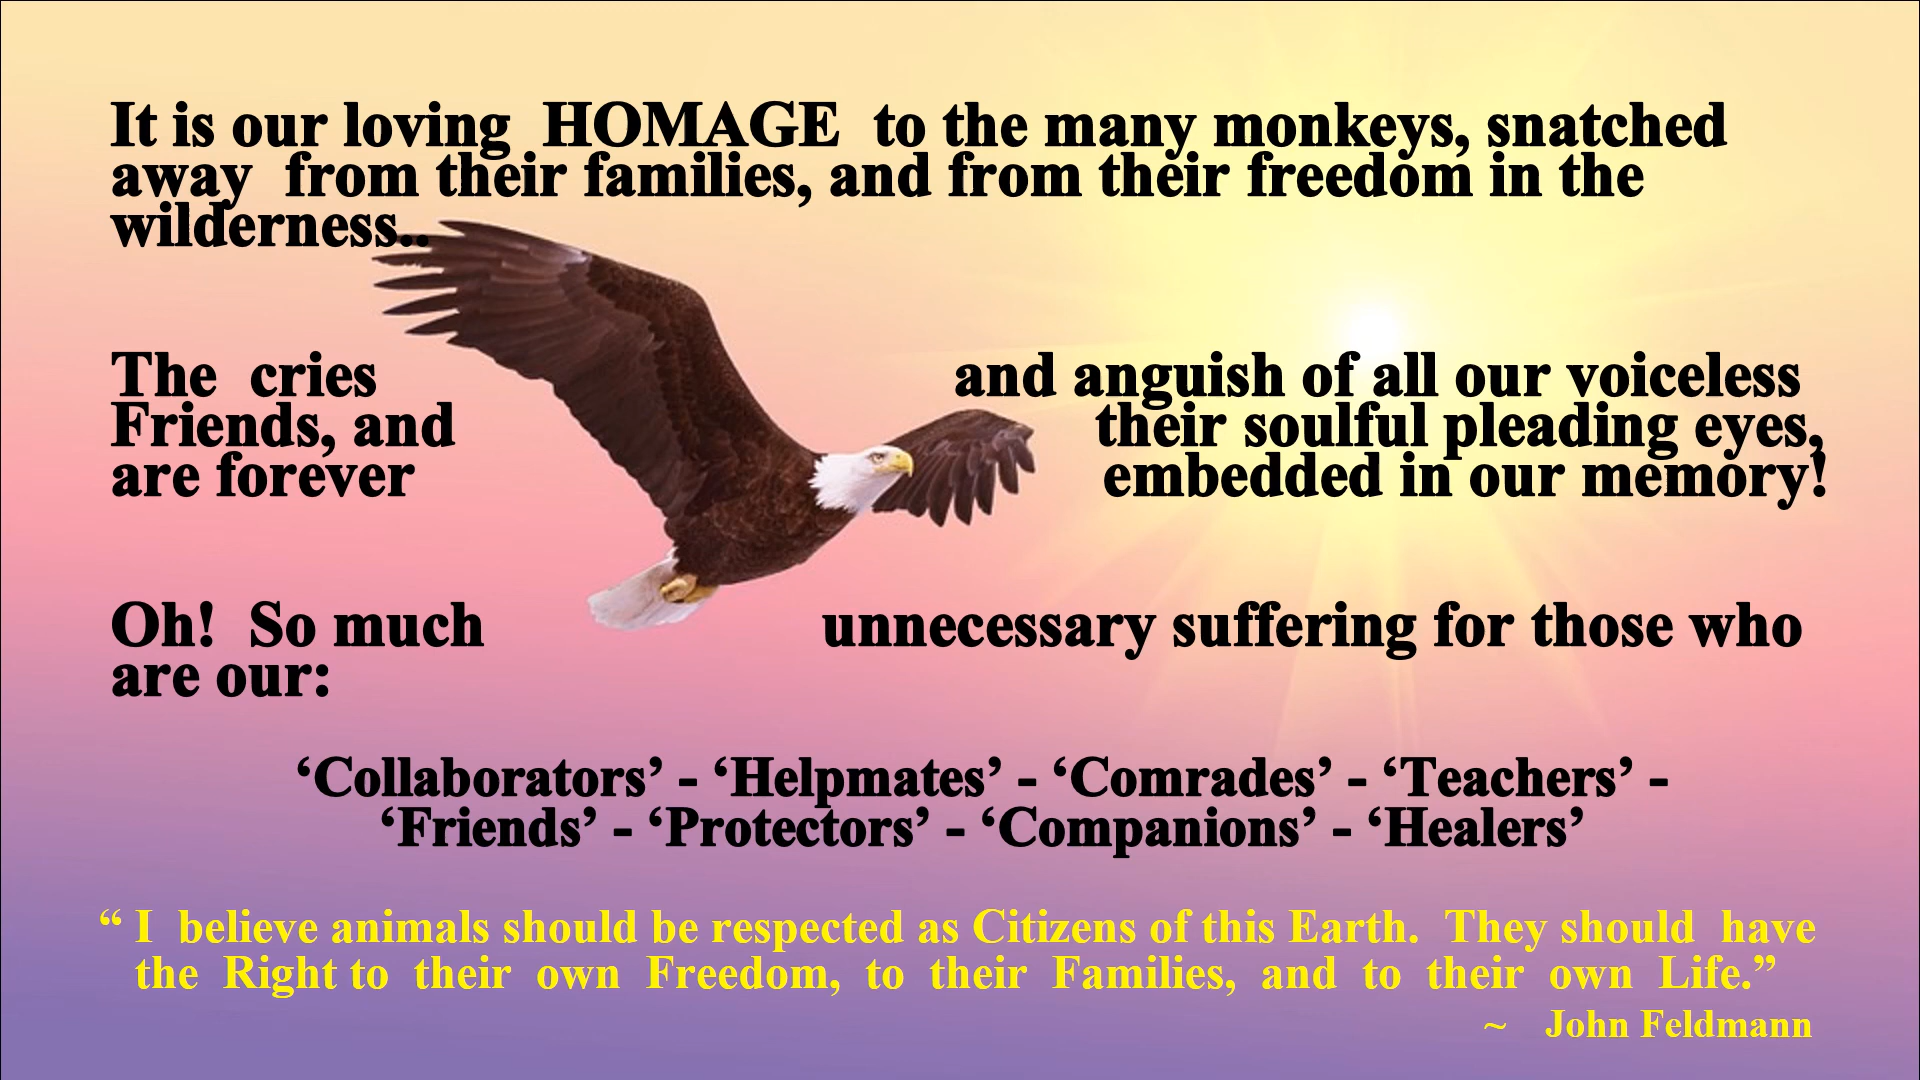 It is our loving HOMAGE to the many monkeys, snatched
away from their families, and from their freedom in the
wilderness..
The cries and anguish of all our voiceless
Friends, and their soulful pleading eyes,
are forever embedded in our memory!
Oh! So much unnecessary suffering for those who
are our:
‘Collaborators’ - ‘Helpmates’ - ‘Comrades’ - ‘Teachers’ -
‘Friends’ - ‘Protectors’ - ‘Companions’ - ‘Healers’
“ I believe animals should be respected as Citizens of this Earth. They should have
the Right to their own Freedom, to their Families, and to their own Life.”
~ John Feldmann